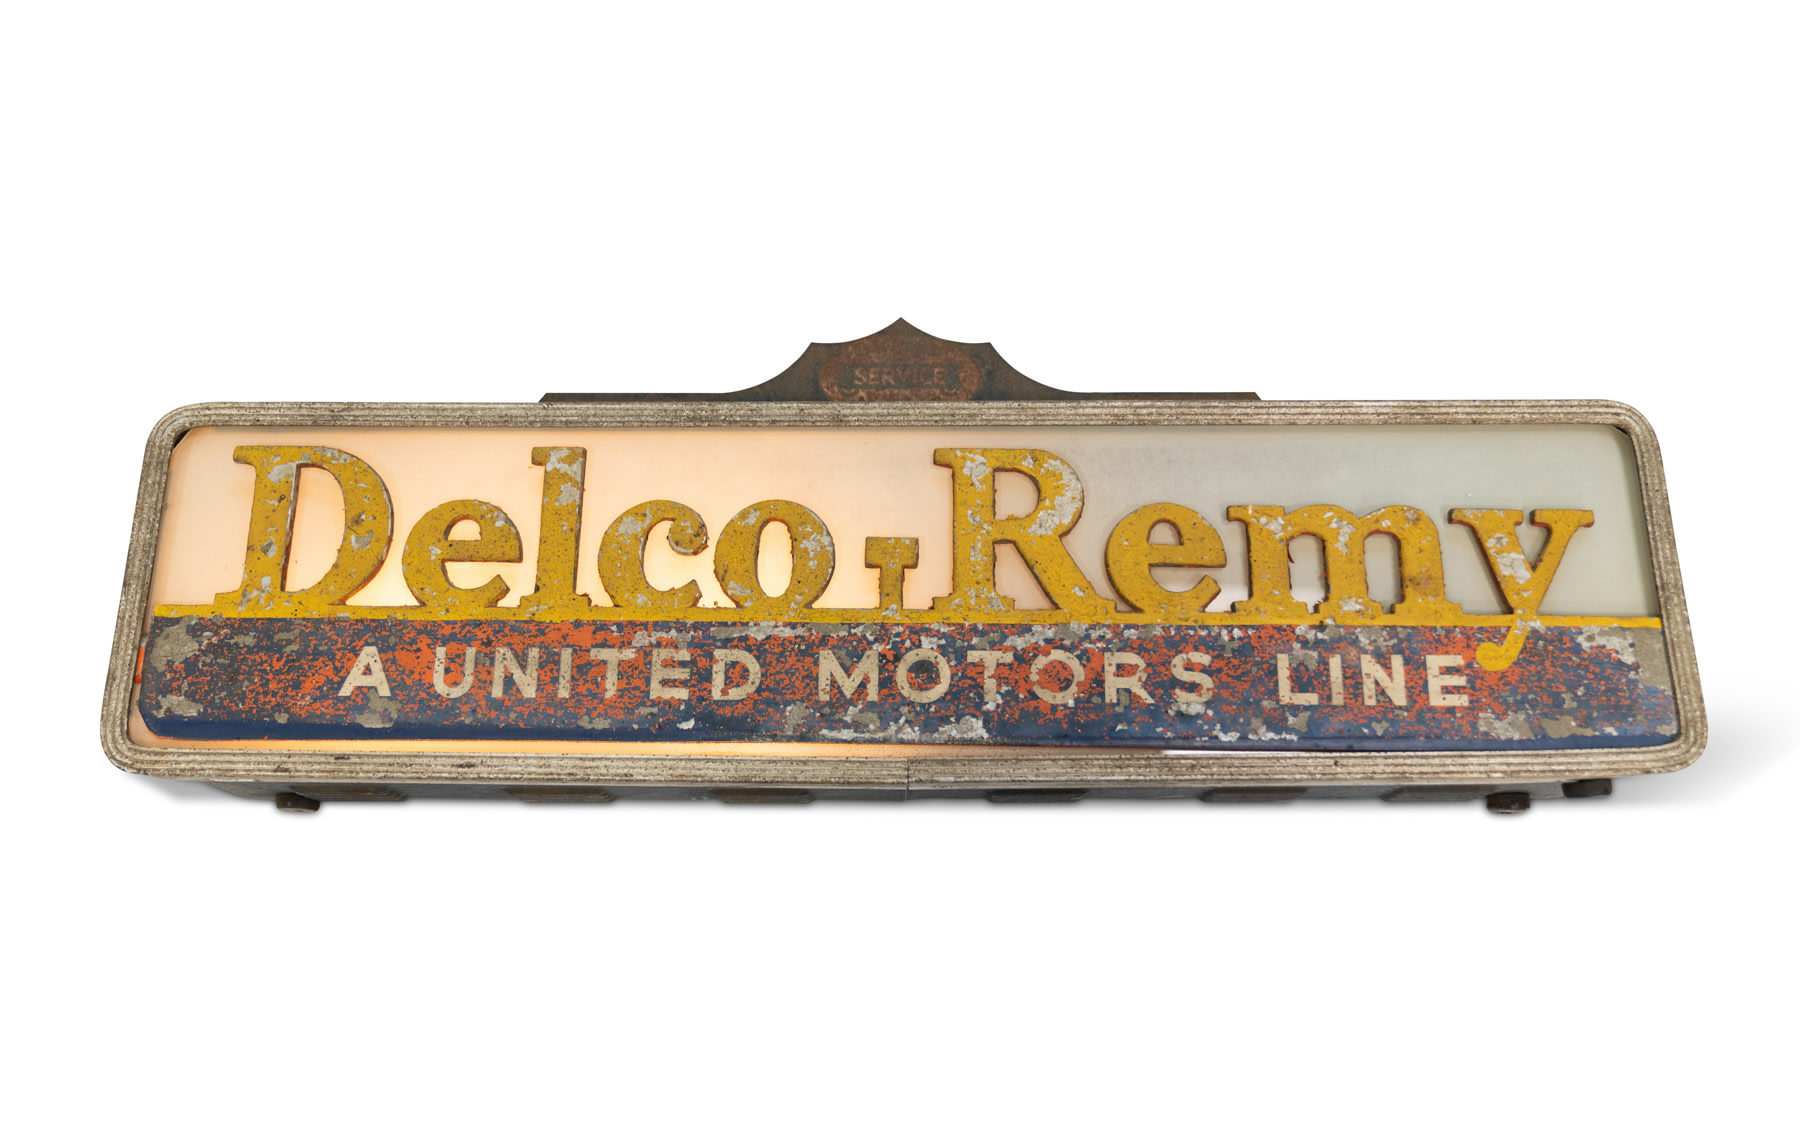 SERVICE
Delco-Remy
A UNITED MOTORS LINE